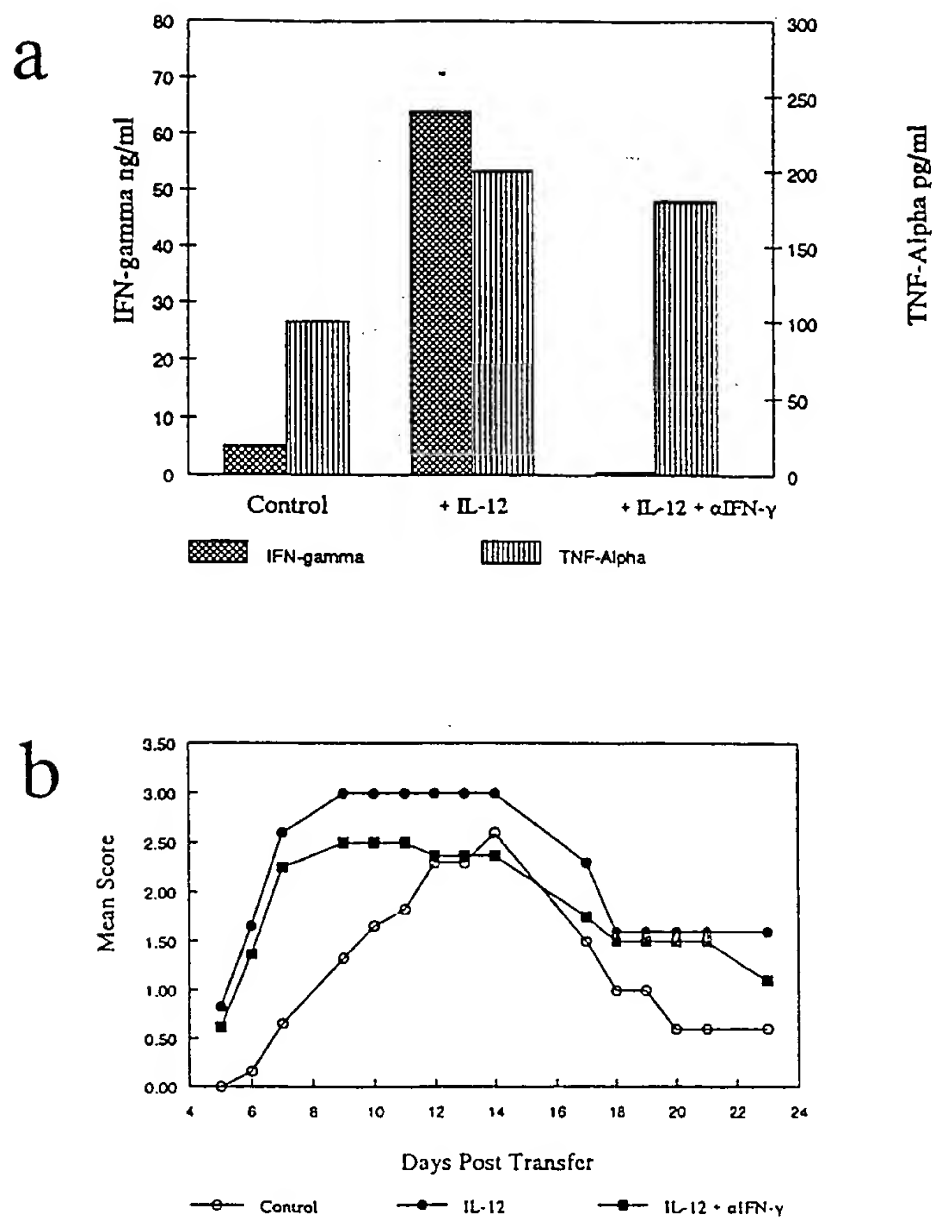 a
80
70
60
50
40
30
20
10
0
IFN-gamma ng/ml
300
250
200
150
100
50
0
TNF-Alpha pg/ml
Control + IL-12 + IL-12 + αIFN-γ
IFN-gamma TNF-Alpha
b
3.50
3.00
2.50
2.00
1.50
1.00
0.50
0.00
Mean Score
4 6 8 10 12 14 16 18 20 22 24
Days Post Transfer
Control IL-12 IL-12 + αIFN-γ